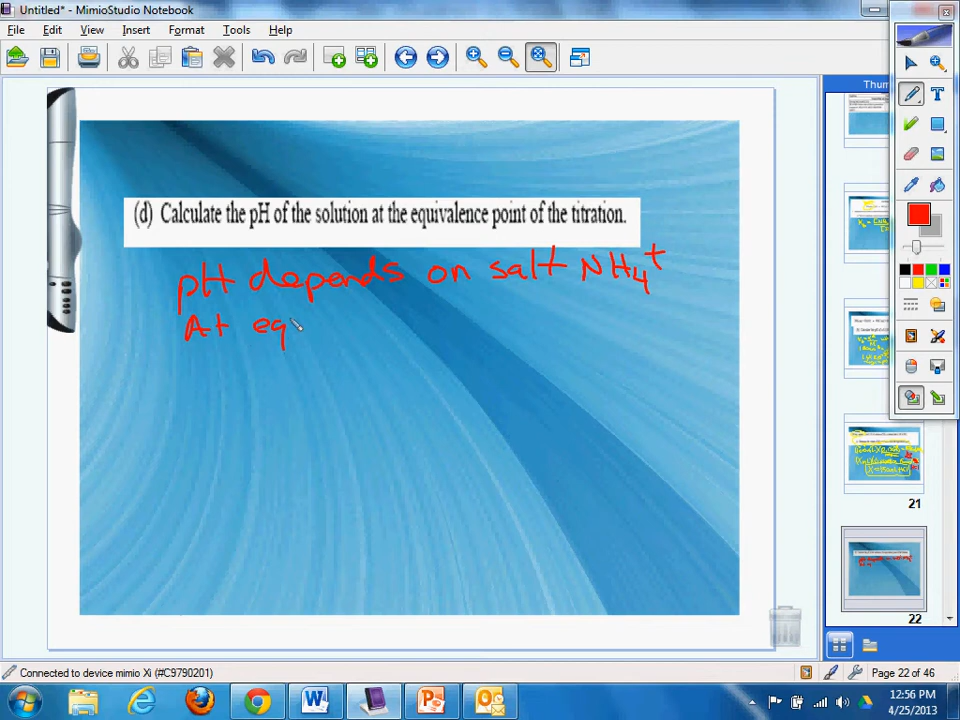 Untitled* - MimioStudio Notebook
File Edit View Insert Format Tools Help
Thum
(d) Calculate the pH of the solution at the equivalence point of the titration.
pH depends on salt NH4+
At eq
21
22
Connected to device mimio Xi (#C9790201)
Page 22 of 46
12:56 PM
4/25/2013